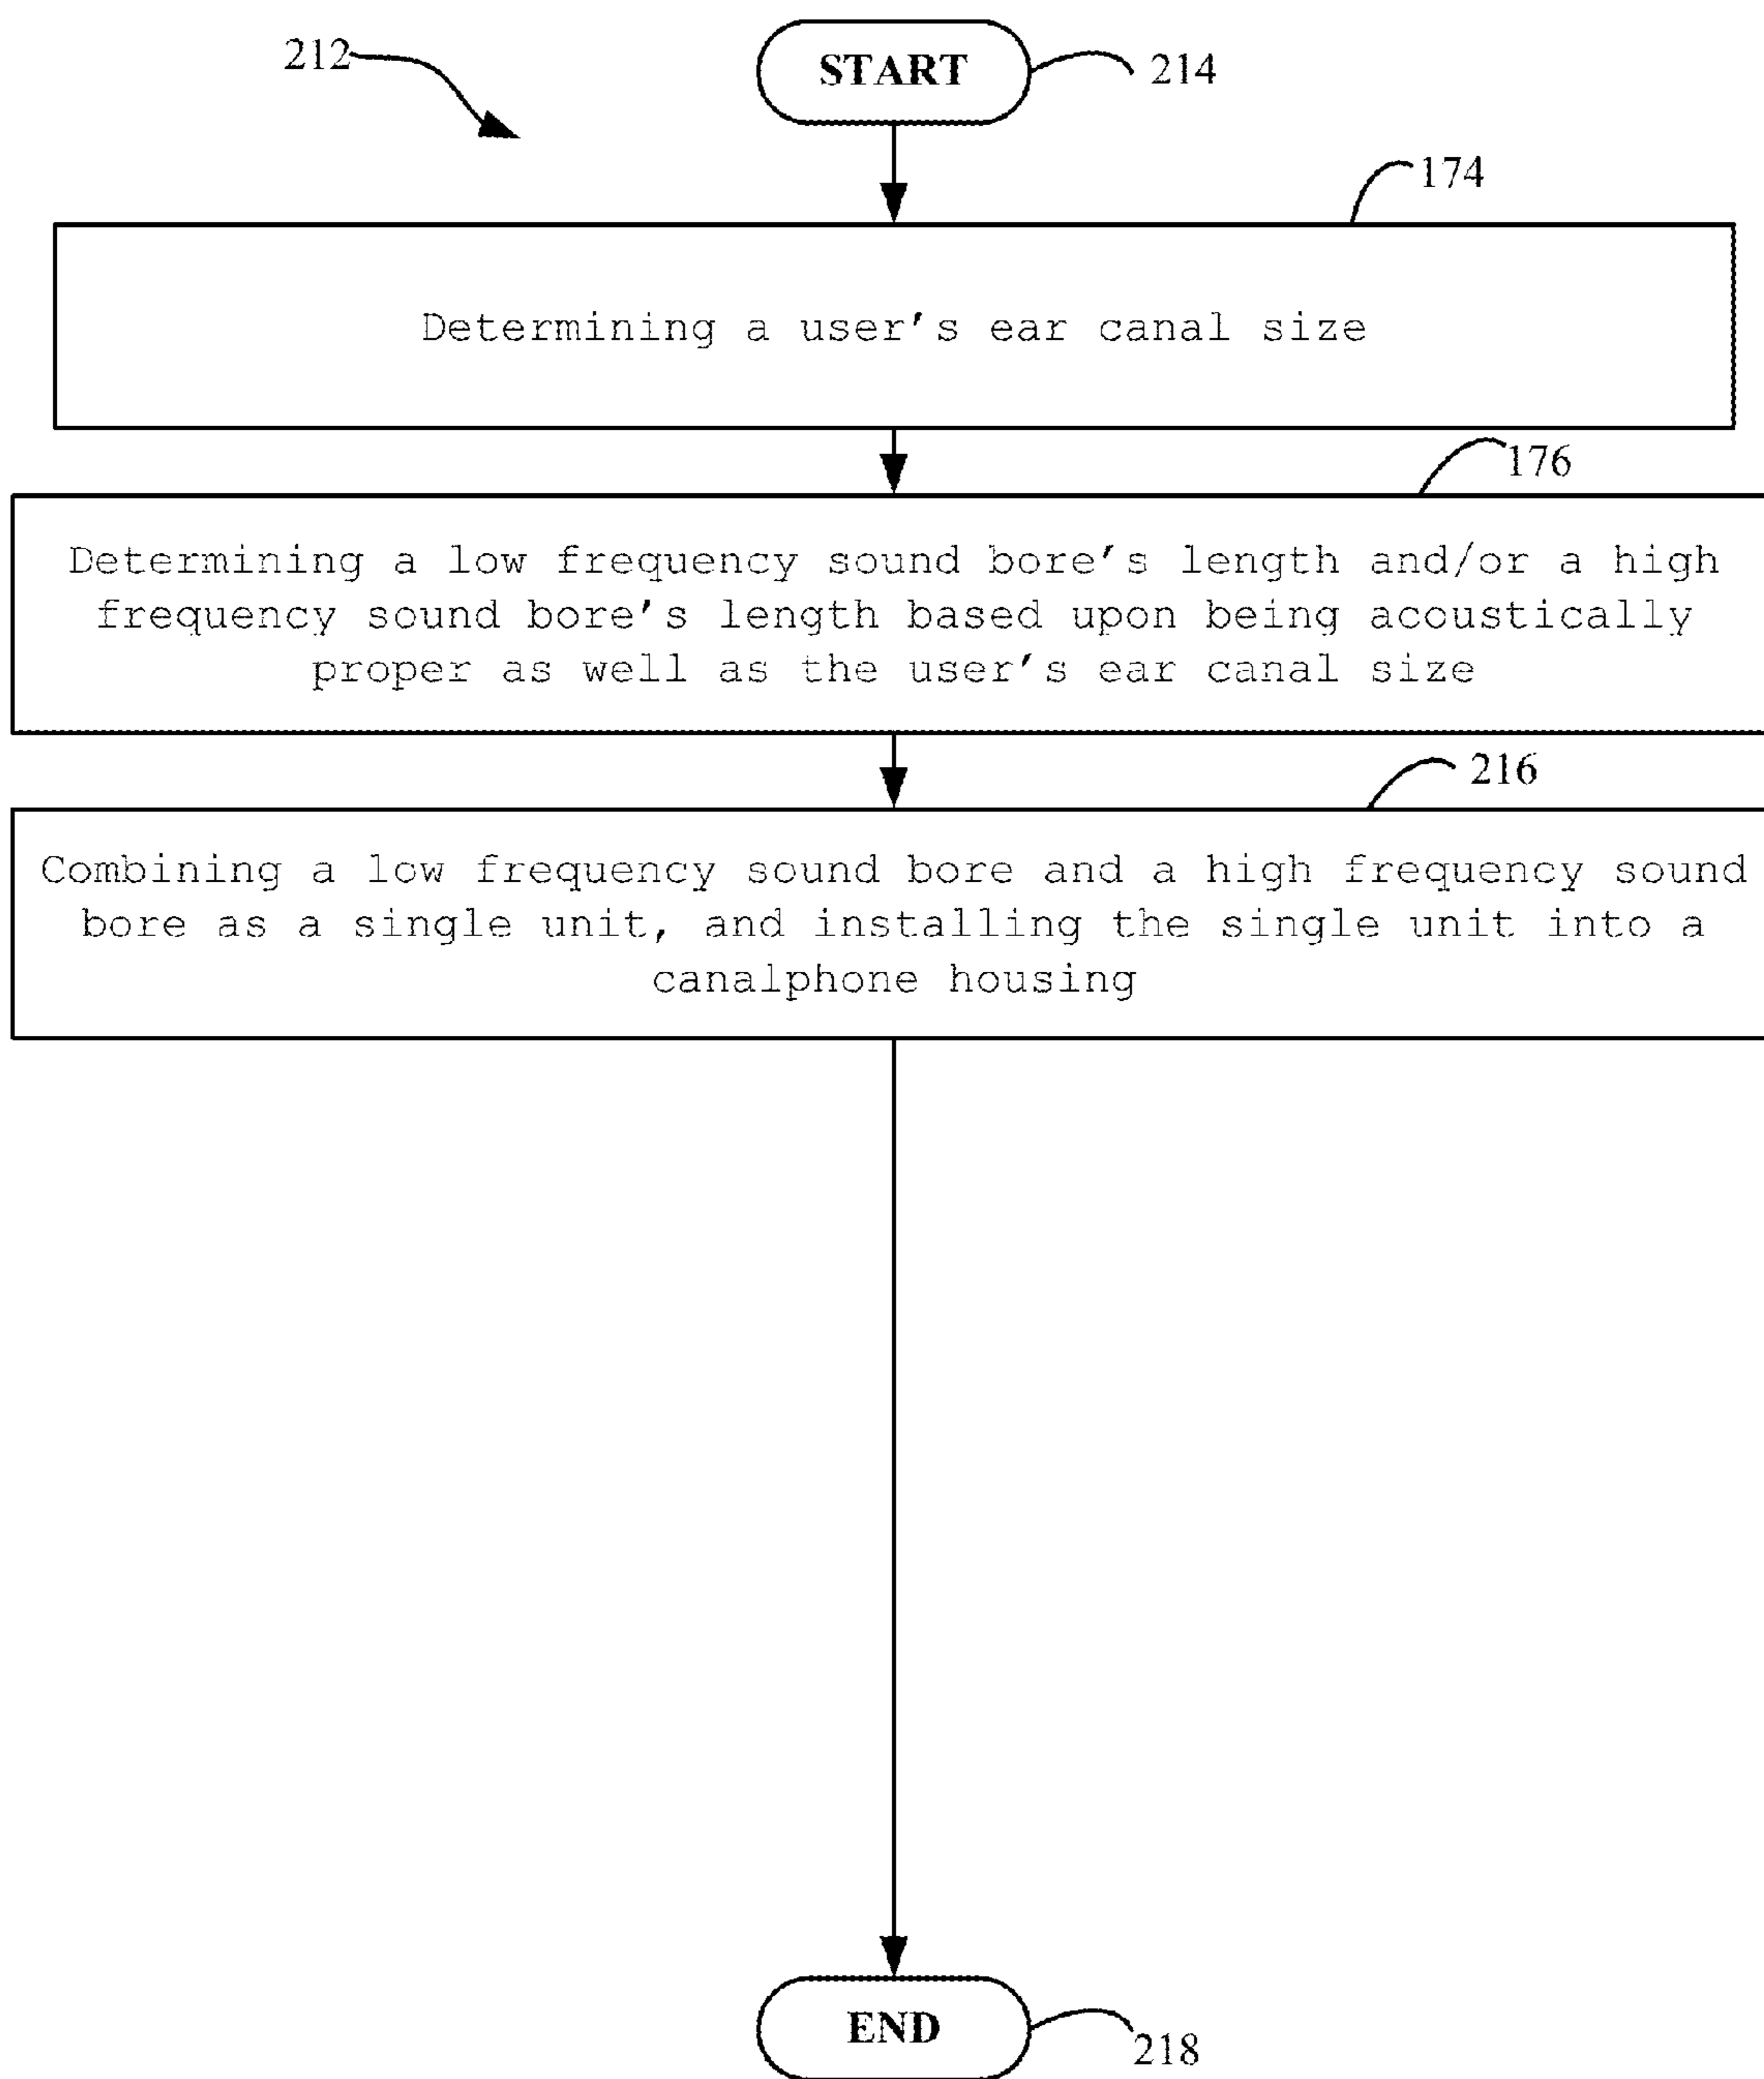 212
START
214
174
Determining a user's ear canal size
176
Determining a low frequency sound bore's length and/or a high
frequency sound bore's length based upon being acoustically
proper as well as the user's ear canal size
216
Combining a low frequency sound bore and a high frequency sound
bore as a single unit, and installing the single unit into a
canalphone housing
END
218